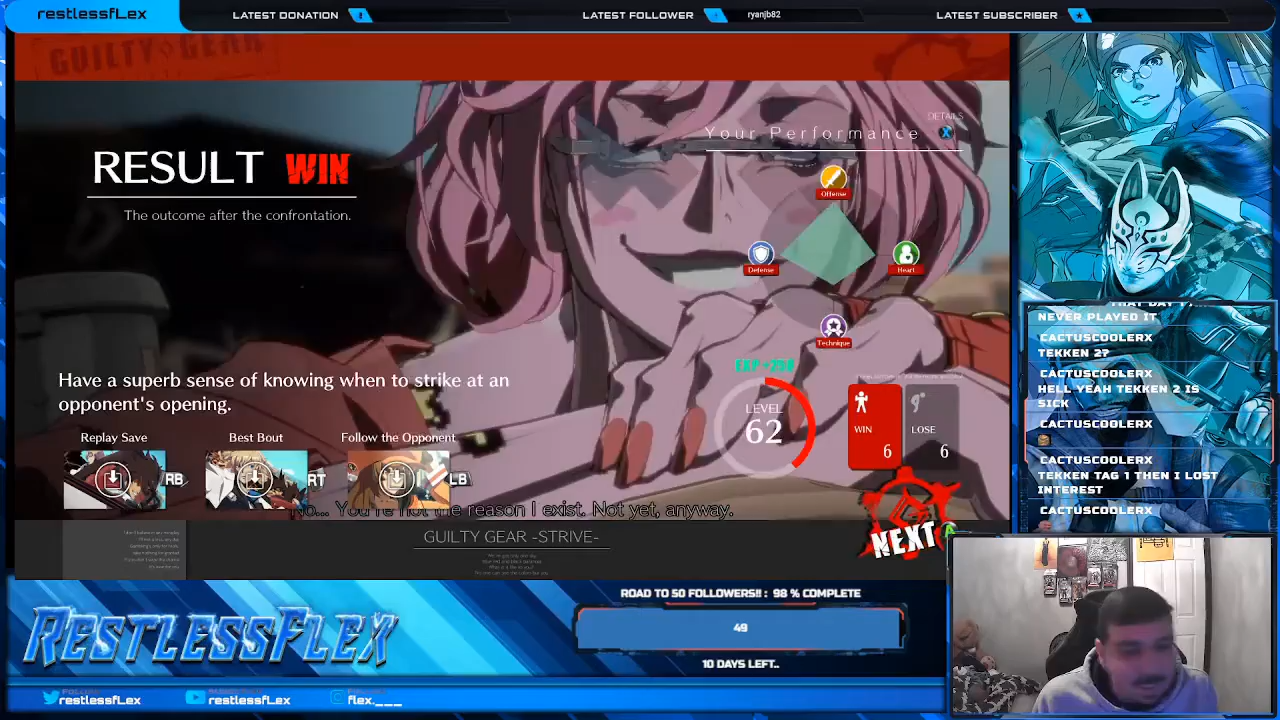 restlessfLex
LATEST DONATION
LATEST FOLLOWER
ryanjb82
LATEST SUBSCRIBER
GUILTY GEAR
DETAILS
Your Performance X
RESULT WIN
The outcome after the confrontation.
Offense
Defense
Heart
Technique
Have a superb sense of knowing when to strike at an
opponent's opening.
EXP +298
LEVEL
62
WIN
6
LOSE
6
Replay Save
Best Bout
Follow the Opponent
RB
RT
LB
No... You're not the reason I exist. Not yet, anyway.
NEXT A
GUILTY GEAR -STRIVE-
NEVER PLAYED IT
CACTUSCOOLERX
TEKKEN 2?
CACTUSCOOLERX
HELL YEAH TEKKEN 2 IS
SICK
CACTUSCOOLERX
CACTUSCOOLERX
TEKKEN TAG 1 THEN I LOST
INTEREST
CACTUSCOOLERX
RESTLESSFLEX
ROAD TO 50 FOLLOWERS!! : 98 % COMPLETE
49
10 DAYS LEFT..
restlessfLex
restlessfLex
flex.___